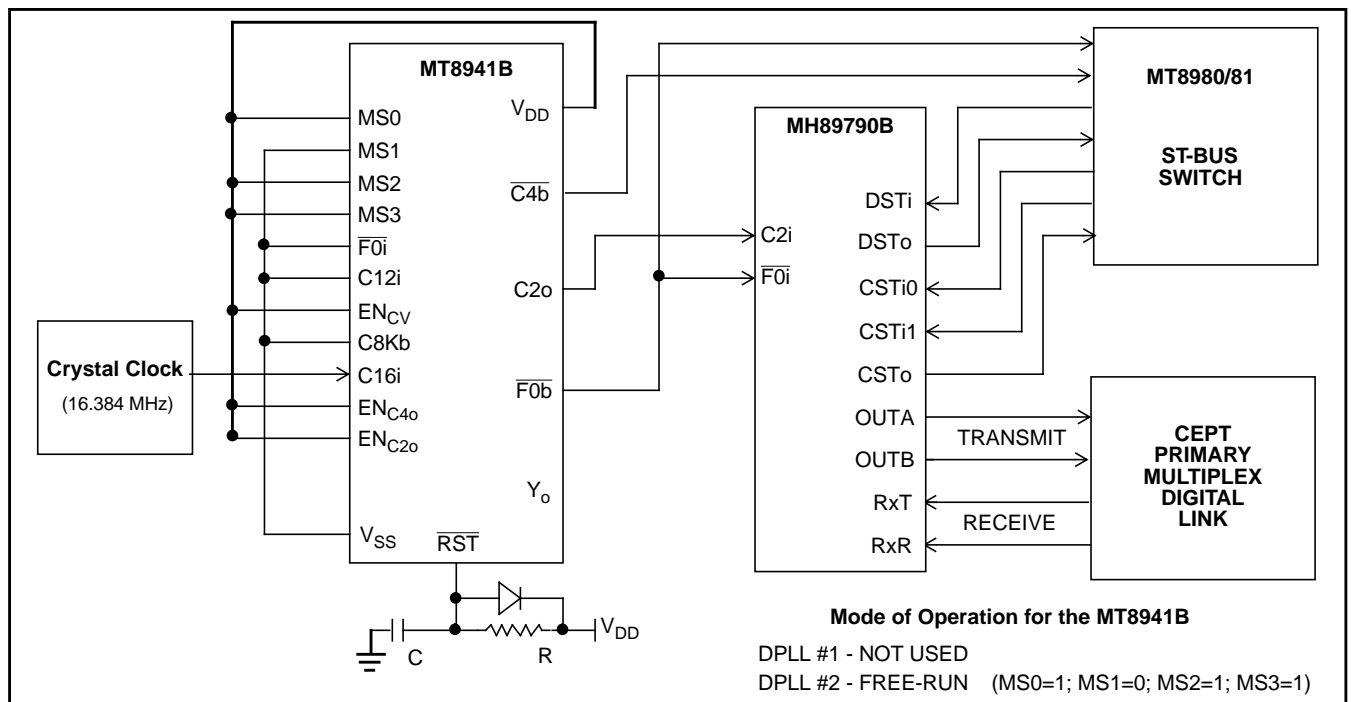 MT8941B
MS0
MS1
MS2
MS3
F0i
C12i
ENCV
C8Kb
C16i
ENC4o
ENC2o
VSS
VDD
C4b
C2o
F0b
Yo
RST
Crystal Clock
(16.384 MHz)
C
R
VDD
MH89790B
C2i
F0i
DSTi
DSTo
CSTi0
CSTi1
CSTo
OUTA
OUTB
RxT
RxR
TRANSMIT
RECEIVE
MT8980/81
ST-BUS
SWITCH
CEPT
PRIMARY
MULTIPLEX
DIGITAL
LINK
Mode of Operation for the MT8941B
DPLL #1 - NOT USED
DPLL #2 - FREE-RUN (MS0=1; MS1=0; MS2=1; MS3=1)